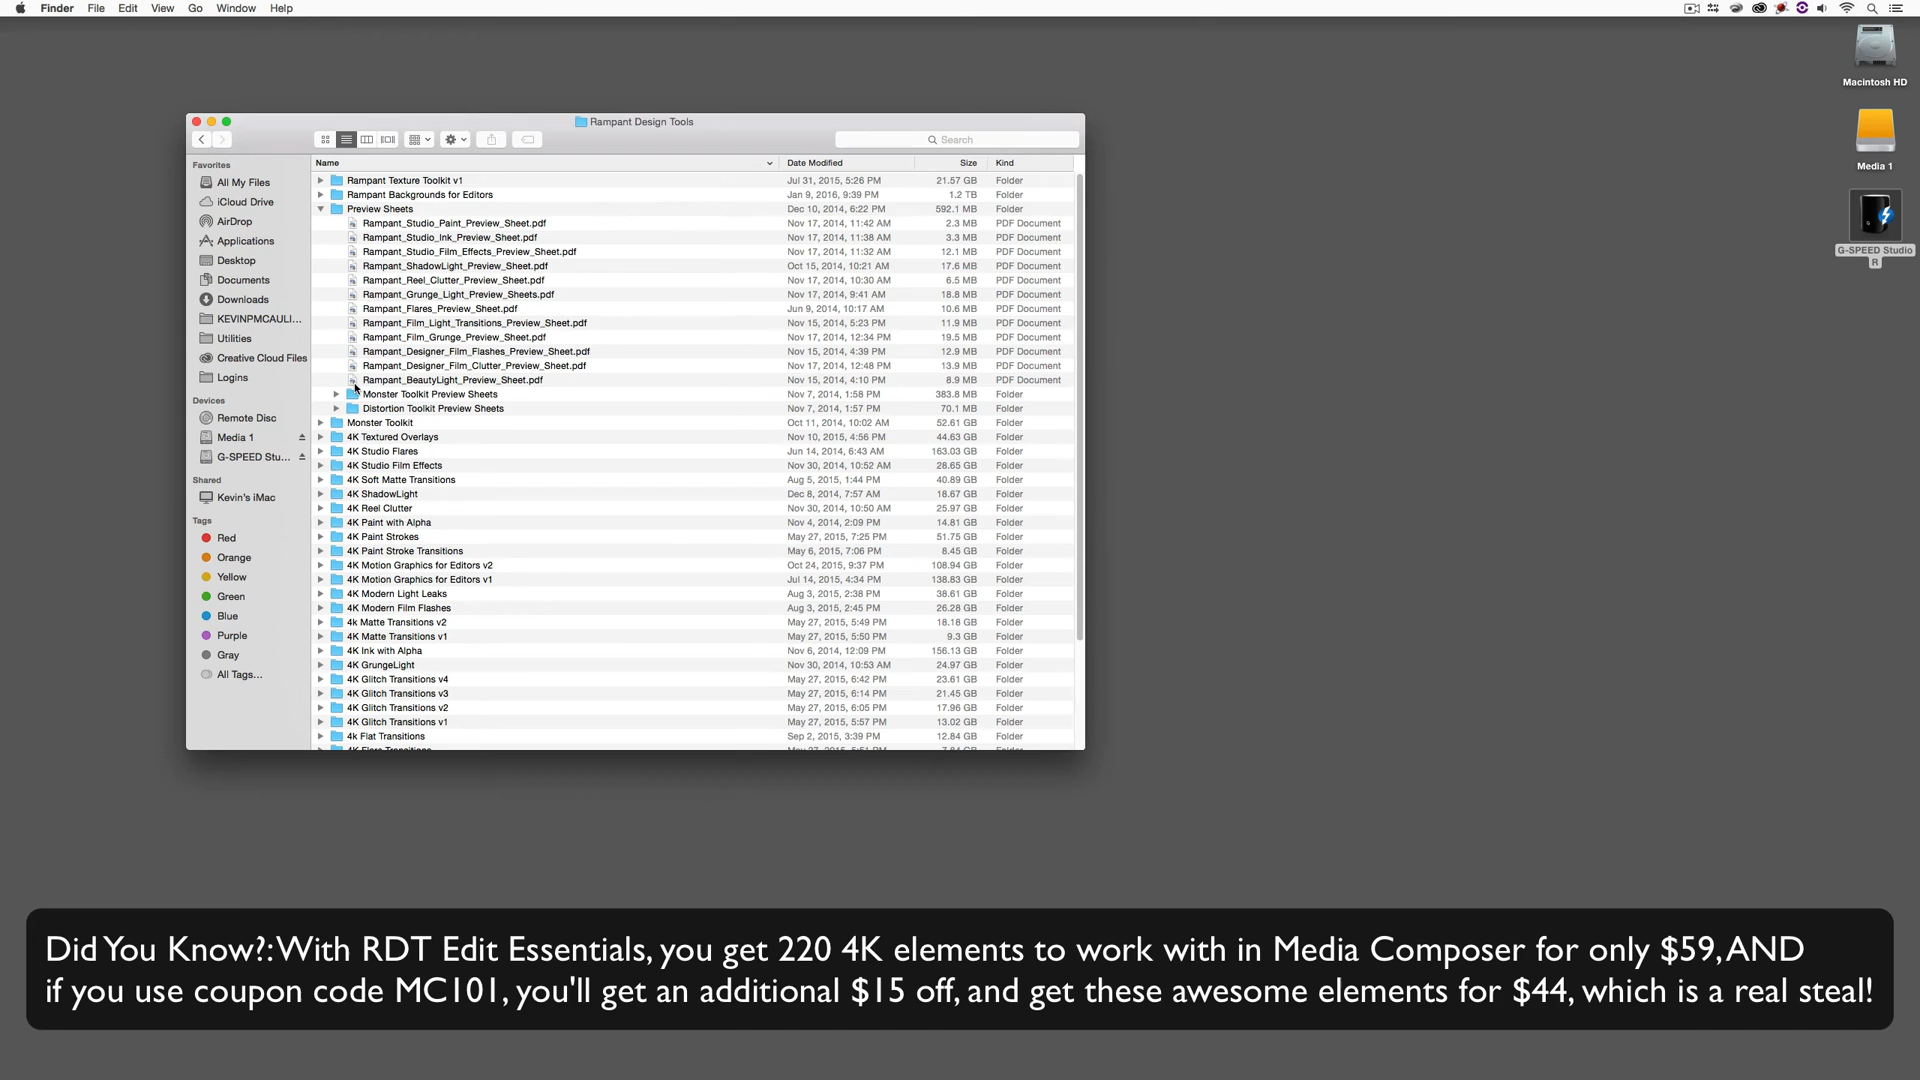 Finder File Edit View Go Window Help
Macintosh HD
Media 1
G-SPEED Studio
R
Rampant Design Tools
Search
Favorites
All My Files
iCloud Drive
AirDrop
Applications
Desktop
Documents
Downloads
KEVINPMCAULI...
Utilities
Creative Cloud Files
Logins
Devices
Remote Disc
Media 1
G-SPEED Stu...
Shared
Kevin's iMac
Tags
Red
Orange
Yellow
Green
Blue
Purple
Gray
All Tags...
Name Date Modified Size Kind
Rampant Texture Toolkit v1 Jul 31, 2015, 5:26 PM 21.57 GB Folder
Rampant Backgrounds for Editors Jan 9, 2016, 9:39 PM 1.2 TB Folder
Preview Sheets Dec 10, 2014, 6:22 PM 592.1 MB Folder
Rampant_Studio_Paint_Preview_Sheet.pdf Nov 17, 2014, 11:42 AM 2.3 MB PDF Document
Rampant_Studio_Ink_Preview_Sheet.pdf Nov 17, 2014, 11:38 AM 3.3 MB PDF Document
Rampant_Studio_Film_Effects_Preview_Sheet.pdf Nov 17, 2014, 11:32 AM 12.1 MB PDF Document
Rampant_ShadowLight_Preview_Sheet.pdf Oct 15, 2014, 10:21 AM 17.6 MB PDF Document
Rampant_Reel_Clutter_Preview_Sheet.pdf Nov 17, 2014, 10:30 AM 6.5 MB PDF Document
Rampant_Grunge_Light_Preview_Sheets.pdf Nov 17, 2014, 9:41 AM 18.8 MB PDF Document
Rampant_Flares_Preview_Sheet.pdf Jun 9, 2014, 10:17 AM 10.6 MB PDF Document
Rampant_Film_Light_Transitions_Preview_Sheet.pdf Nov 15, 2014, 5:23 PM 11.9 MB PDF Document
Rampant_Film_Grunge_Preview_Sheet.pdf Nov 17, 2014, 12:34 PM 19.5 MB PDF Document
Rampant_Designer_Film_Flashes_Preview_Sheet.pdf Nov 15, 2014, 4:39 PM 12.9 MB PDF Document
Rampant_Designer_Film_Clutter_Preview_Sheet.pdf Nov 17, 2014, 12:48 PM 13.9 MB PDF Document
Rampant_BeautyLight_Preview_Sheet.pdf Nov 15, 2014, 4:10 PM 8.9 MB PDF Document
Monster Toolkit Preview Sheets Nov 7, 2014, 1:58 PM 383.8 MB Folder
Distortion Toolkit Preview Sheets Nov 7, 2014, 1:57 PM 70.1 MB Folder
Monster Toolkit Oct 11, 2014, 10:02 AM 52.61 GB Folder
4K Textured Overlays Nov 10, 2015, 4:56 PM 44.63 GB Folder
4K Studio Flares Jun 14, 2014, 6:43 AM 163.03 GB Folder
4K Studio Film Effects Nov 30, 2014, 10:52 AM 28.65 GB Folder
4K Soft Matte Transitions Aug 5, 2015, 1:44 PM 40.89 GB Folder
4K ShadowLight Dec 8, 2014, 7:57 AM 18.67 GB Folder
4K Reel Clutter Nov 30, 2014, 10:50 AM 25.97 GB Folder
4K Paint with Alpha Nov 4, 2014, 2:09 PM 14.81 GB Folder
4K Paint Strokes May 27, 2015, 7:25 PM 51.75 GB Folder
4K Paint Stroke Transitions May 6, 2015, 7:06 PM 8.45 GB Folder
4K Motion Graphics for Editors v2 Oct 24, 2015, 9:37 PM 108.94 GB Folder
4K Motion Graphics for Editors v1 Jul 14, 2015, 4:34 PM 138.83 GB Folder
4K Modern Light Leaks Aug 3, 2015, 2:38 PM 38.61 GB Folder
4K Modern Film Flashes Aug 3, 2015, 2:45 PM 26.28 GB Folder
4k Matte Transitions v2 May 27, 2015, 5:49 PM 18.18 GB Folder
4K Matte Transitions v1 May 27, 2015, 5:50 PM 9.3 GB Folder
4K Ink with Alpha Nov 6, 2014, 12:09 PM 156.13 GB Folder
4K GrungeLight Nov 30, 2014, 10:53 AM 24.97 GB Folder
4K Glitch Transitions v4 May 27, 2015, 6:42 PM 23.61 GB Folder
4K Glitch Transitions v3 May 27, 2015, 6:14 PM 21.45 GB Folder
4K Glitch Transitions v2 May 27, 2015, 6:05 PM 17.96 GB Folder
4K Glitch Transitions v1 May 27, 2015, 5:57 PM 13.02 GB Folder
4k Flat Transitions Sep 2, 2015, 3:39 PM 12.84 GB Folder
4K Flare Transitions May 27, 2015, 5:51 PM 7.84 GB Folder
Did You Know?: With RDT Edit Essentials, you get 220 4K elements to work with in Media Composer for only $59, AND
if you use coupon code MC101, you'll get an additional $15 off, and get these awesome elements for $44, which is a real steal!